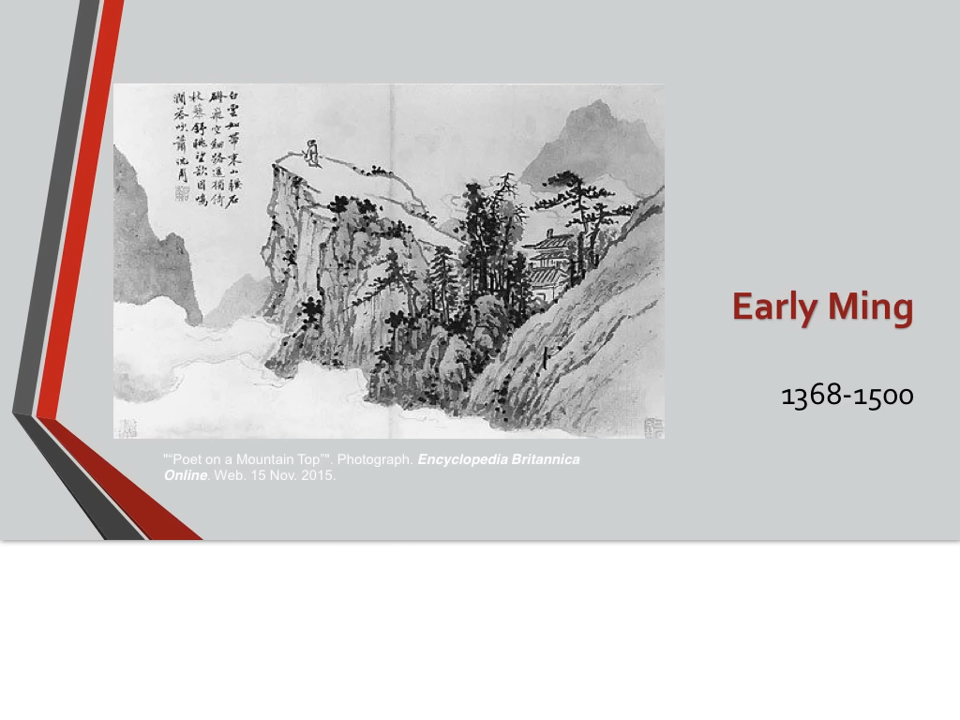 白雲如帶束山腰石
磴飛空細路遙獨倚
杖藜舒眺望欲因鳴
澗答吹簫沈周
Early Ming
1368-1500
"“Poet on a Mountain Top”". Photograph. Encyclopedia Britannica
Online. Web. 15 Nov. 2015.